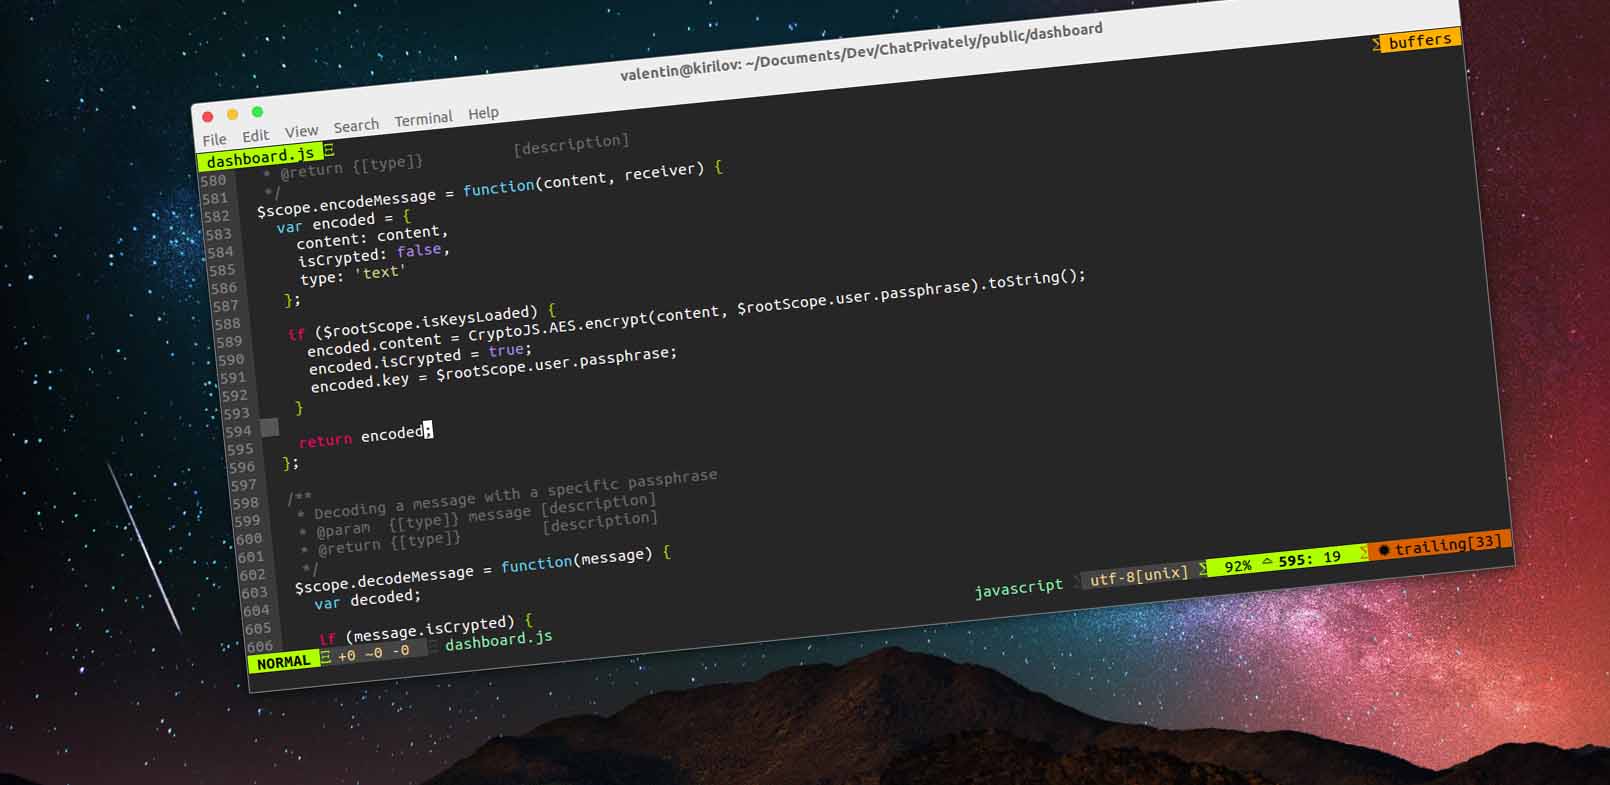 valentin@kirilov: ~/Documents/Dev/ChatPrivately/public/dashboard
File Edit View Search Terminal Help
dashboard.js buffers
580 * @return {[type]} [description]
581 */
582 $scope.encodeMessage = function(content, receiver) {
583 var encoded = {
584 content: content,
585 isCrypted: false,
586 type: 'text'
587 };
588
589 if ($rootScope.isKeysLoaded) {
590 encoded.content = CryptoJS.AES.encrypt(content, $rootScope.user.passphrase).toString();
591 encoded.isCrypted = true;
592 encoded.key = $rootScope.user.passphrase;
593 }
594
595 return encoded;
596 };
597
598 /**
599 * Decoding a message with a specific passphrase
600 * @param {[type]} message [description]
601 * @return {[type]} [description]
602 */
603 $scope.decodeMessage = function(message) {
604 var decoded;
605
606 if (message.isCrypted) {
NORMAL +0 ~0 -0 dashboard.js javascript utf-8[unix] 92% 595: 19 trailing[33]